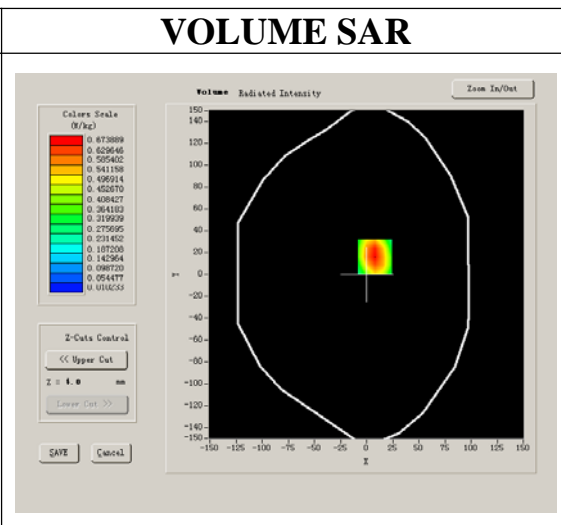 VOLUME SAR
Volume Radiated Intensity
Zoom In/Out
Colors Scale
(W/kg)
0.673889
0.629646
0.585402
0.541158
0.496914
0.452670
0.408427
0.364183
0.319939
0.275695
0.231452
0.187208
0.142964
0.098720
0.054477
0.010233
Z-Cuts Control
<< Upper Cut
Z = 4.0 mm
Lower Cut >>
SAVE
Cancel
150
120
100
80
60
40
20
0
-20
-40
-60
-80
-100
-120
-140
-150
Y
-150 -125 -100 -75 -50 -25 0 25 50 75 100 125 150
X